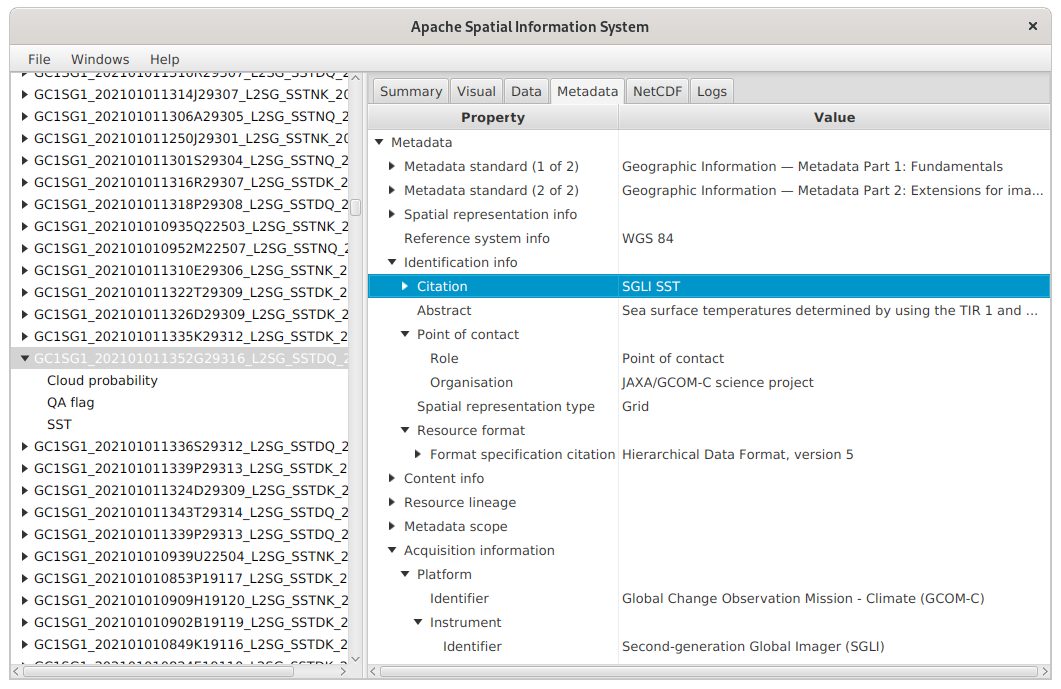 Apache Spatial Information System
File Windows Help
GC1SG1_202101011314J29307_L2SG_SSTNK_20
GC1SG1_202101011306A29305_L2SG_SSTNQ_2
GC1SG1_202101011250J29301_L2SG_SSTNK_20
GC1SG1_202101011301S29304_L2SG_SSTNQ_2
GC1SG1_202101011316R29307_L2SG_SSTDK_2
GC1SG1_202101011318P29308_L2SG_SSTDQ_2
GC1SG1_202101010935Q22503_L2SG_SSTNK_2
GC1SG1_202101010952M22507_L2SG_SSTNQ_2
GC1SG1_202101011310E29306_L2SG_SSTNK_2
GC1SG1_202101011322T29309_L2SG_SSTDK_2
GC1SG1_202101011326D29309_L2SG_SSTDK_2
GC1SG1_202101011335K29312_L2SG_SSTDK_2
GC1SG1_202101011352G29316_L2SG_SSTDQ_2
Cloud probability
QA flag
SST
GC1SG1_202101011336S29312_L2SG_SSTDQ_2
GC1SG1_202101011339P29313_L2SG_SSTDK_2
GC1SG1_202101011324D29309_L2SG_SSTDK_2
GC1SG1_202101011343T29314_L2SG_SSTDQ_2
GC1SG1_202101011339P29313_L2SG_SSTDQ_2
GC1SG1_202101010939U22504_L2SG_SSTNK_2
GC1SG1_202101010853P19117_L2SG_SSTDK_2
GC1SG1_202101010909H19120_L2SG_SSTNK_2
GC1SG1_202101010902B19119_L2SG_SSTDK_2
GC1SG1_202101010849K19116_L2SG_SSTDK_2
Summary Visual Data Metadata NetCDF Logs
Property Value
Metadata
Metadata standard (1 of 2) Geographic Information — Metadata Part 1: Fundamentals
Metadata standard (2 of 2) Geographic Information — Metadata Part 2: Extensions for ima...
Spatial representation info
Reference system info WGS 84
Identification info
Citation SGLI SST
Abstract Sea surface temperatures determined by using the TIR 1 and ...
Point of contact
Role Point of contact
Organisation JAXA/GCOM-C science project
Spatial representation type Grid
Resource format
Format specification citation Hierarchical Data Format, version 5
Content info
Resource lineage
Metadata scope
Acquisition information
Platform
Identifier Global Change Observation Mission - Climate (GCOM-C)
Instrument
Identifier Second-generation Global Imager (SGLI)